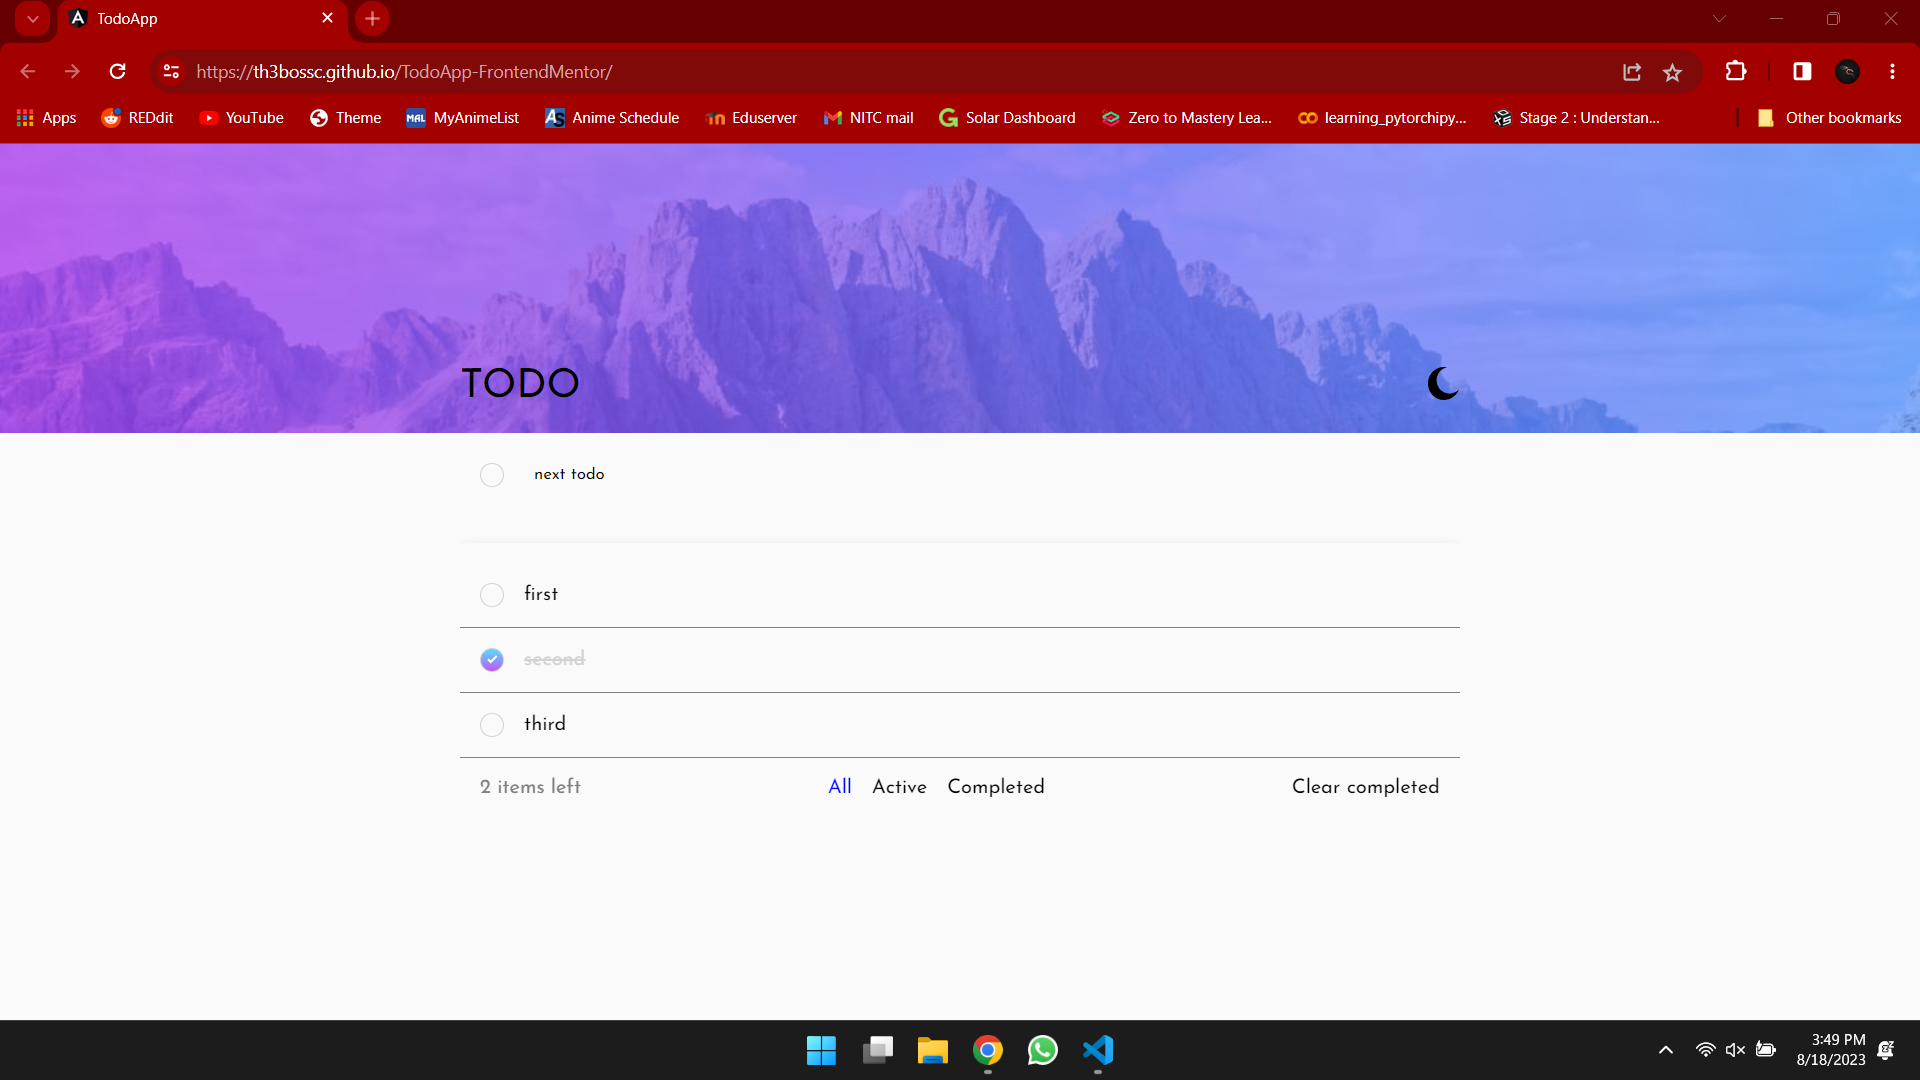 TodoApp
https://th3bossc.github.io/TodoApp-FrontendMentor/
Apps REDdit YouTube Theme MAL MyAnimeList AS Anime Schedule Eduserver NITC mail Solar Dashboard Zero to Mastery Lea... learning_pytorchipy... Stage 2 : Understan... Other bookmarks
TODO
next todo
first
second
third
2 items left All Active Completed Clear completed
3:49 PM
8/18/2023